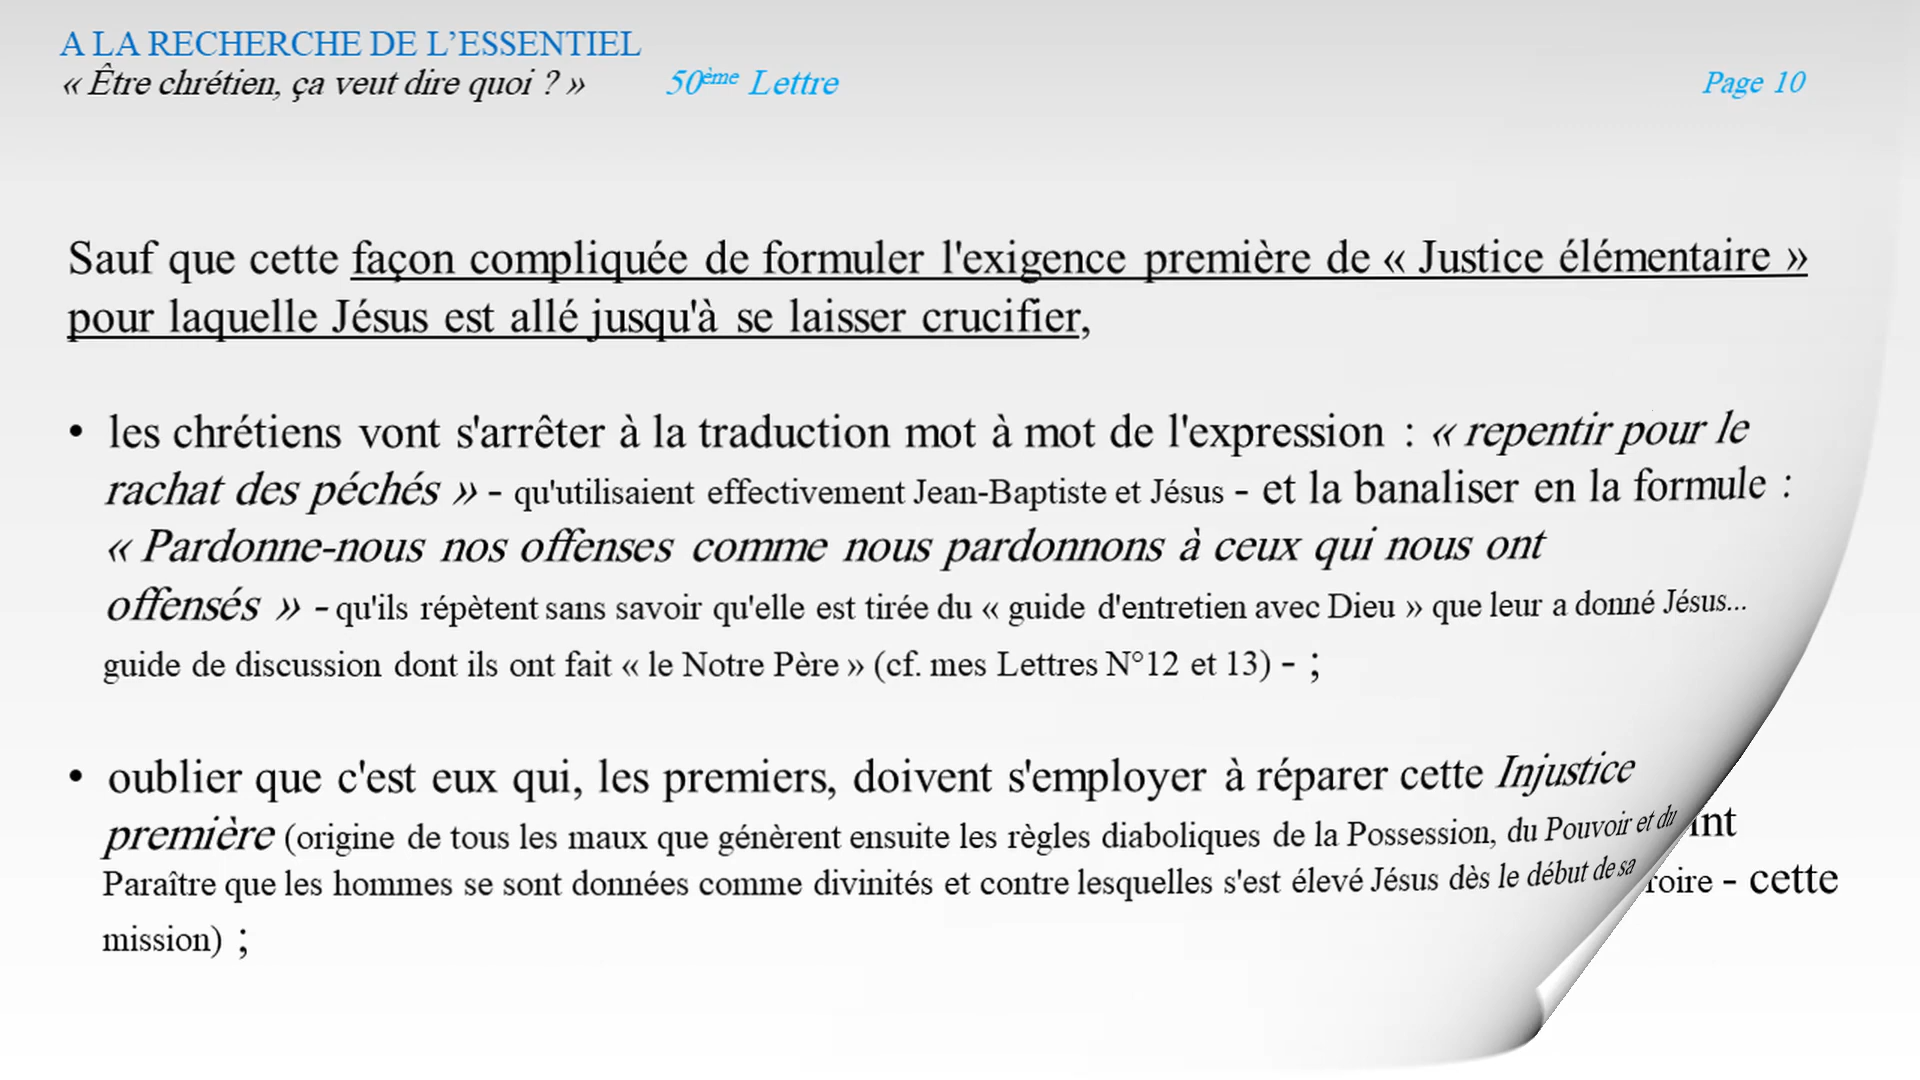 A LA RECHERCHE DE L’ESSENTIEL
« Être chrétien, ça veut dire quoi ? » 50ème Lettre Page 10
Sauf que cette façon compliquée de formuler l'exigence première de « Justice élémentaire »
pour laquelle Jésus est allé jusqu'à se laisser crucifier,
• les chrétiens vont s'arrêter à la traduction mot à mot de l'expression : « repentir pour le
rachat des péchés » - qu'utilisaient effectivement Jean-Baptiste et Jésus - et la banaliser en la formule :
« Pardonne-nous nos offenses comme nous pardonnons à ceux qui nous ont
offensés » - qu'ils répètent sans savoir qu'elle est tirée du « guide d'entretien avec Dieu » que leur a donné Jésus...
guide de discussion dont ils ont fait « le Notre Père » (cf. mes Lettres N°12 et 13) - ;
• oublier que c'est eux qui, les premiers, doivent s'employer à réparer cette Injustice
première (origine de tous les maux que génèrent ensuite les règles diaboliques de la Possession, du Pouvoir et du
Paraître que les hommes se sont données comme divinités et contre lesquelles s'est élevé Jésus dès le début de sa
- cette
mission) ;